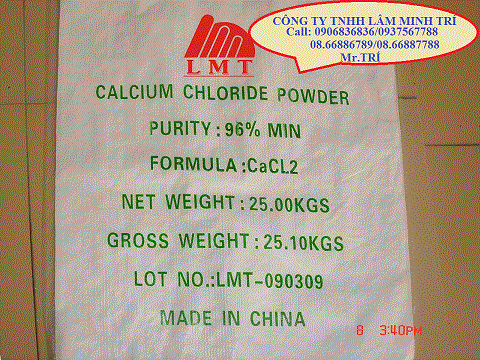 CÔNG TY TNHH LÂM MINH TRÍ
Call: 0906836836/0937567788
08.66886789/08.66887788
Mr.TRÍ
LMT
CALCIUM CHLORIDE POWDER
PURITY : 96% MIN
FORMULA :CaCL2
NET WEIGHT : 25.00KGS
GROSS WEIGHT : 25.10KGS
LOT NO.:LMT-090309
MADE IN CHINA
8 3:40PM